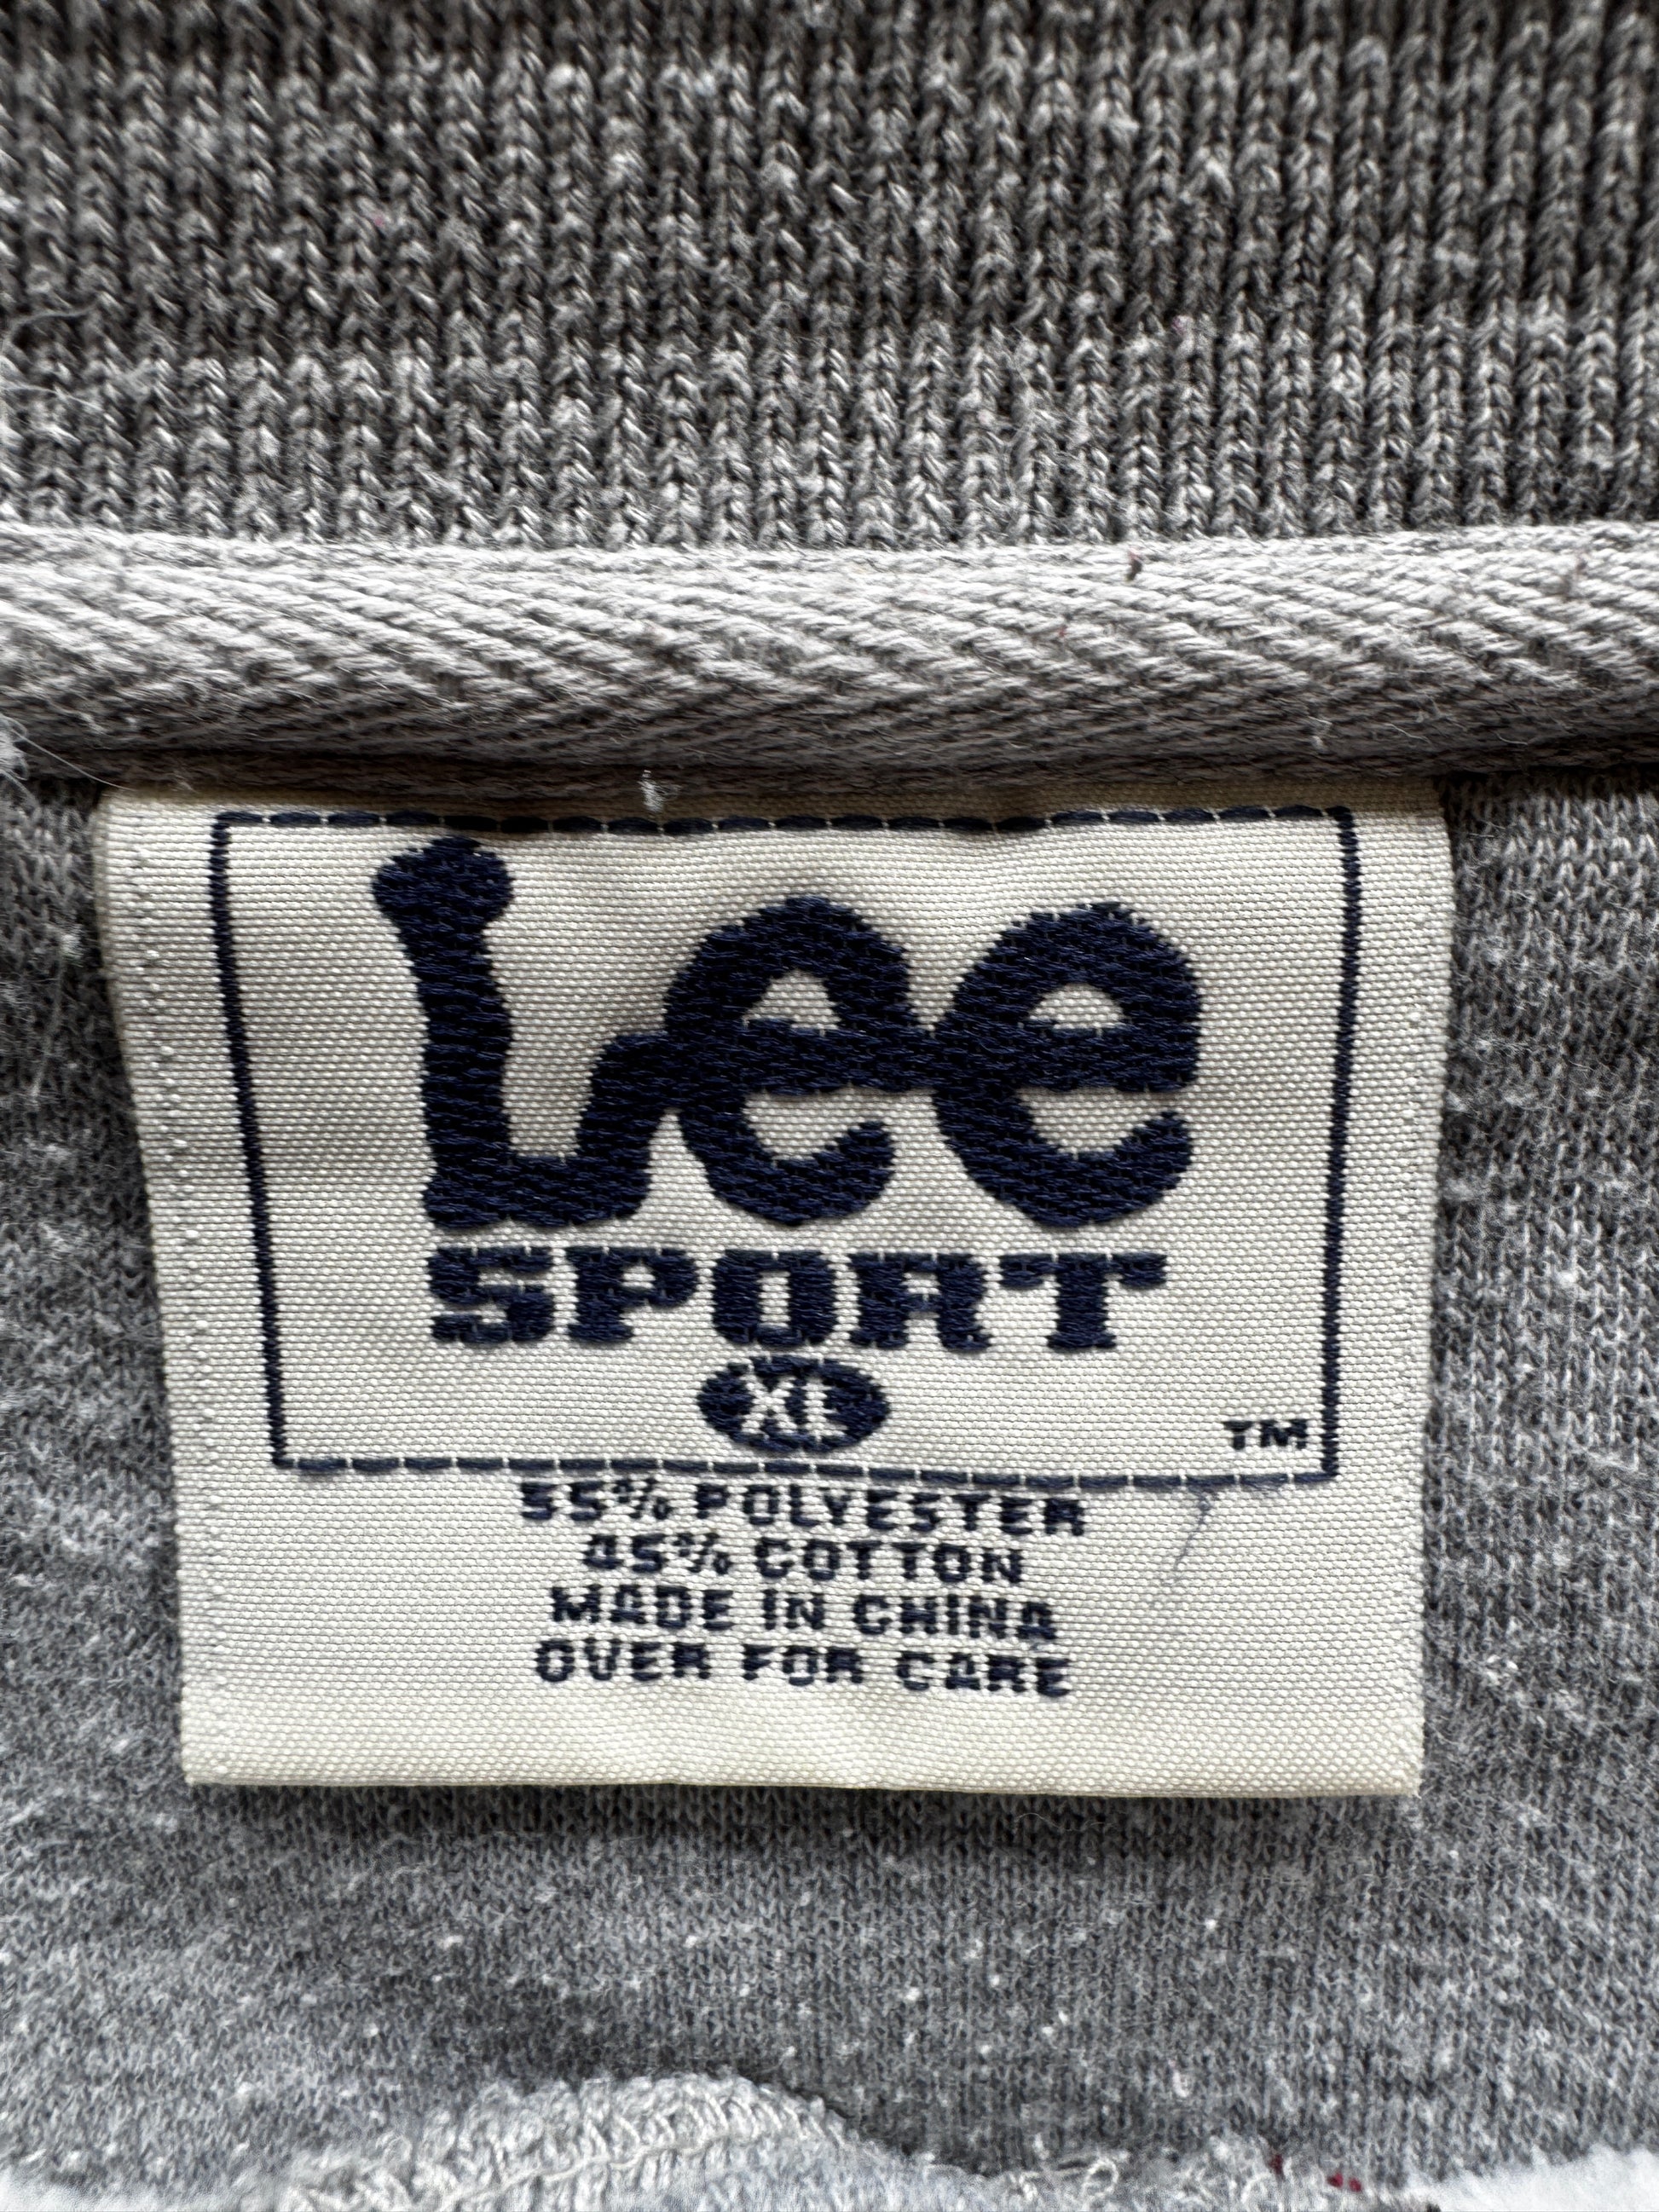 Lee
SPORT
XL
TM
55% POLYESTER
45% COTTON
MADE IN CHINA
OVER FOR CARE